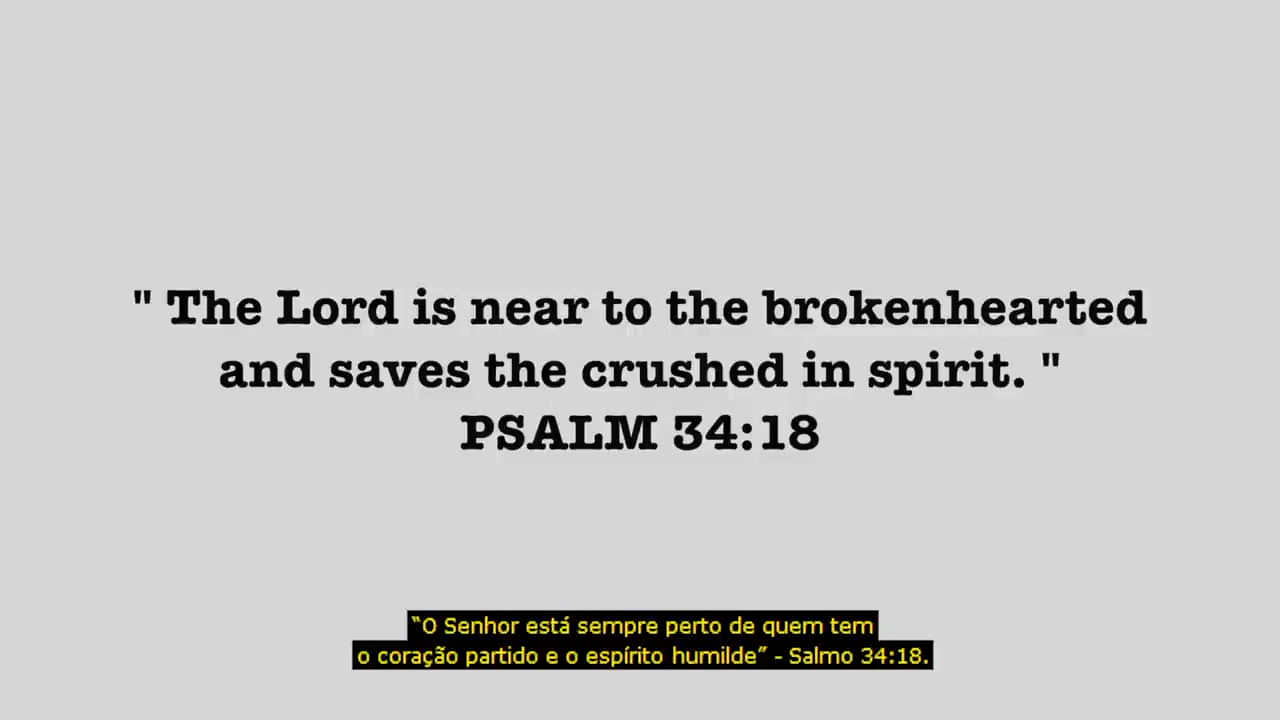 " The Lord is near to the brokenhearted
and saves the crushed in spirit. "
PSALM 34:18
“O Senhor está sempre perto de quem tem
o coração partido e o espírito humilde” - Salmo 34:18.